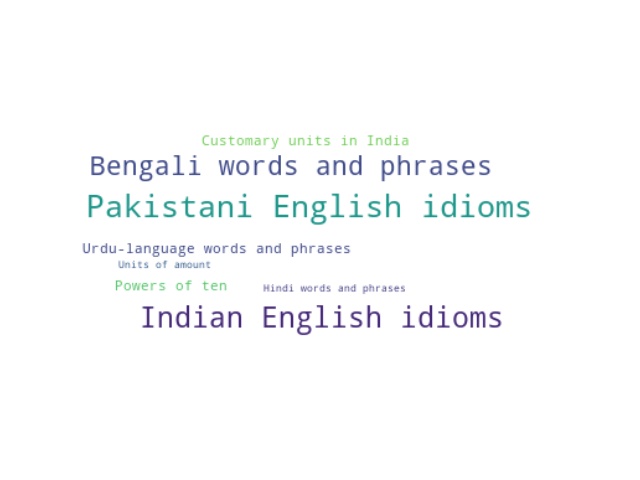 Customary units in India
Bengali words and phrases
Pakistani English idioms
Urdu-language words and phrases
Units of amount
Powers of ten
Hindi words and phrases
Indian English idioms